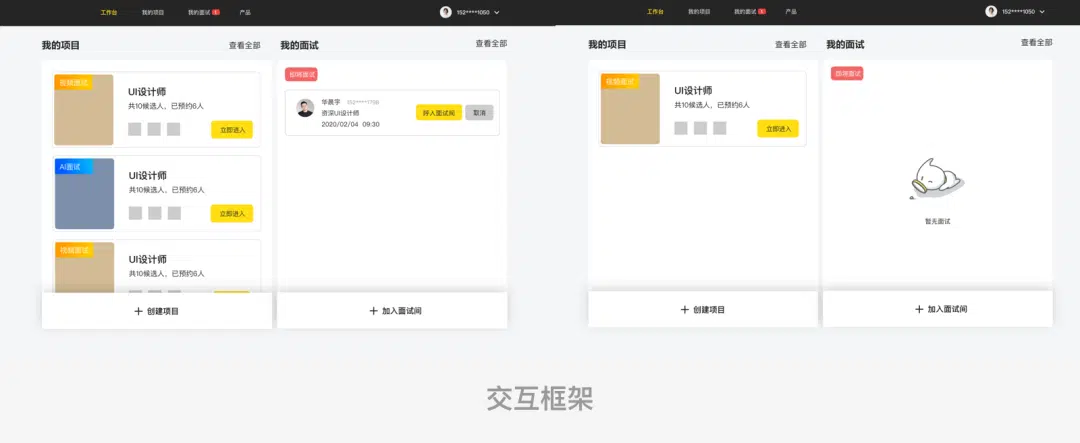 工作台 我的项目 我的面试 产品 152****1050
我的项目 查看全部
视频面试
UI设计师
共10候选人，已预约6人
立即进入
AI面试
UI设计师
共10候选人，已预约6人
立即进入
视频面试
UI设计师
共10候选人，已预约6人
+ 创建项目
我的面试 查看全部
即将面试
华晨宇
资深UI设计师
2020/02/04 09:30
呼入面试间 取消
+ 加入面试间
工作台 我的项目 我的面试 产品 152****1050
我的项目 查看全部
视频面试
UI设计师
共10候选人，已预约6人
立即进入
+ 创建项目
我的面试 查看全部
即将面试
暂无面试
+ 加入面试间
交互框架